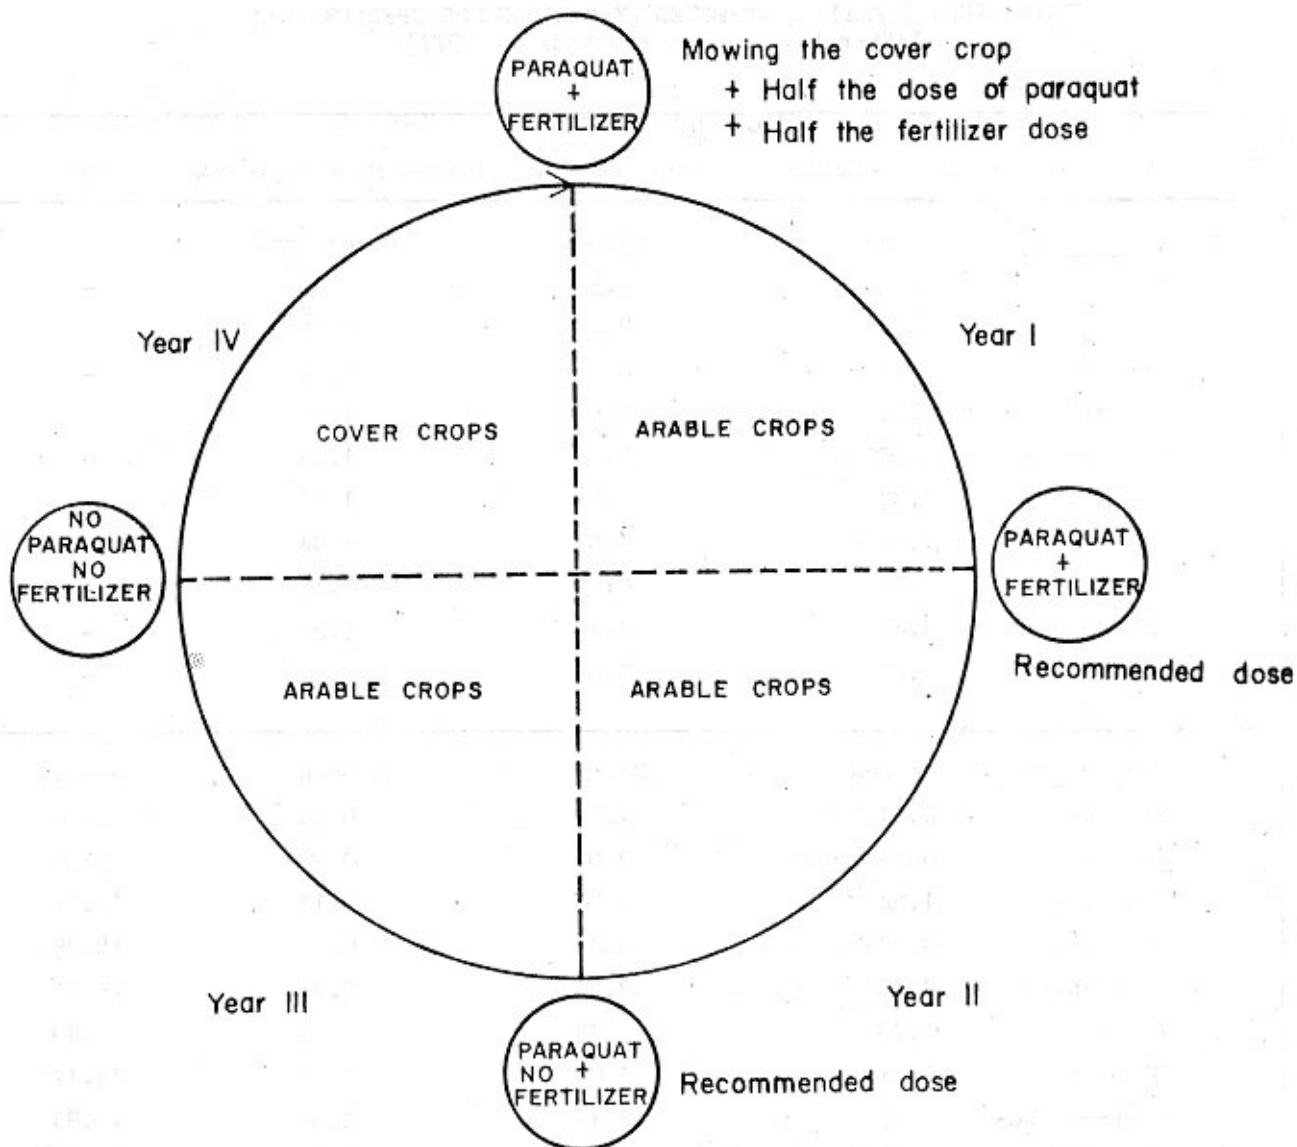 PARAQUAT
+
FERTILIZER
Mowing the cover crop
+ Half the dose of paraquat
+ Half the fertilizer dose
Year IV
Year I
COVER CROPS
ARABLE CROPS
NO
PARAQUAT
NO
FERTILIZER
PARAQUAT
+
FERTILIZER
Recommended dose
ARABLE CROPS
ARABLE CROPS
Year III
Year II
PARAQUAT
NO +
FERTILIZER
Recommended dose